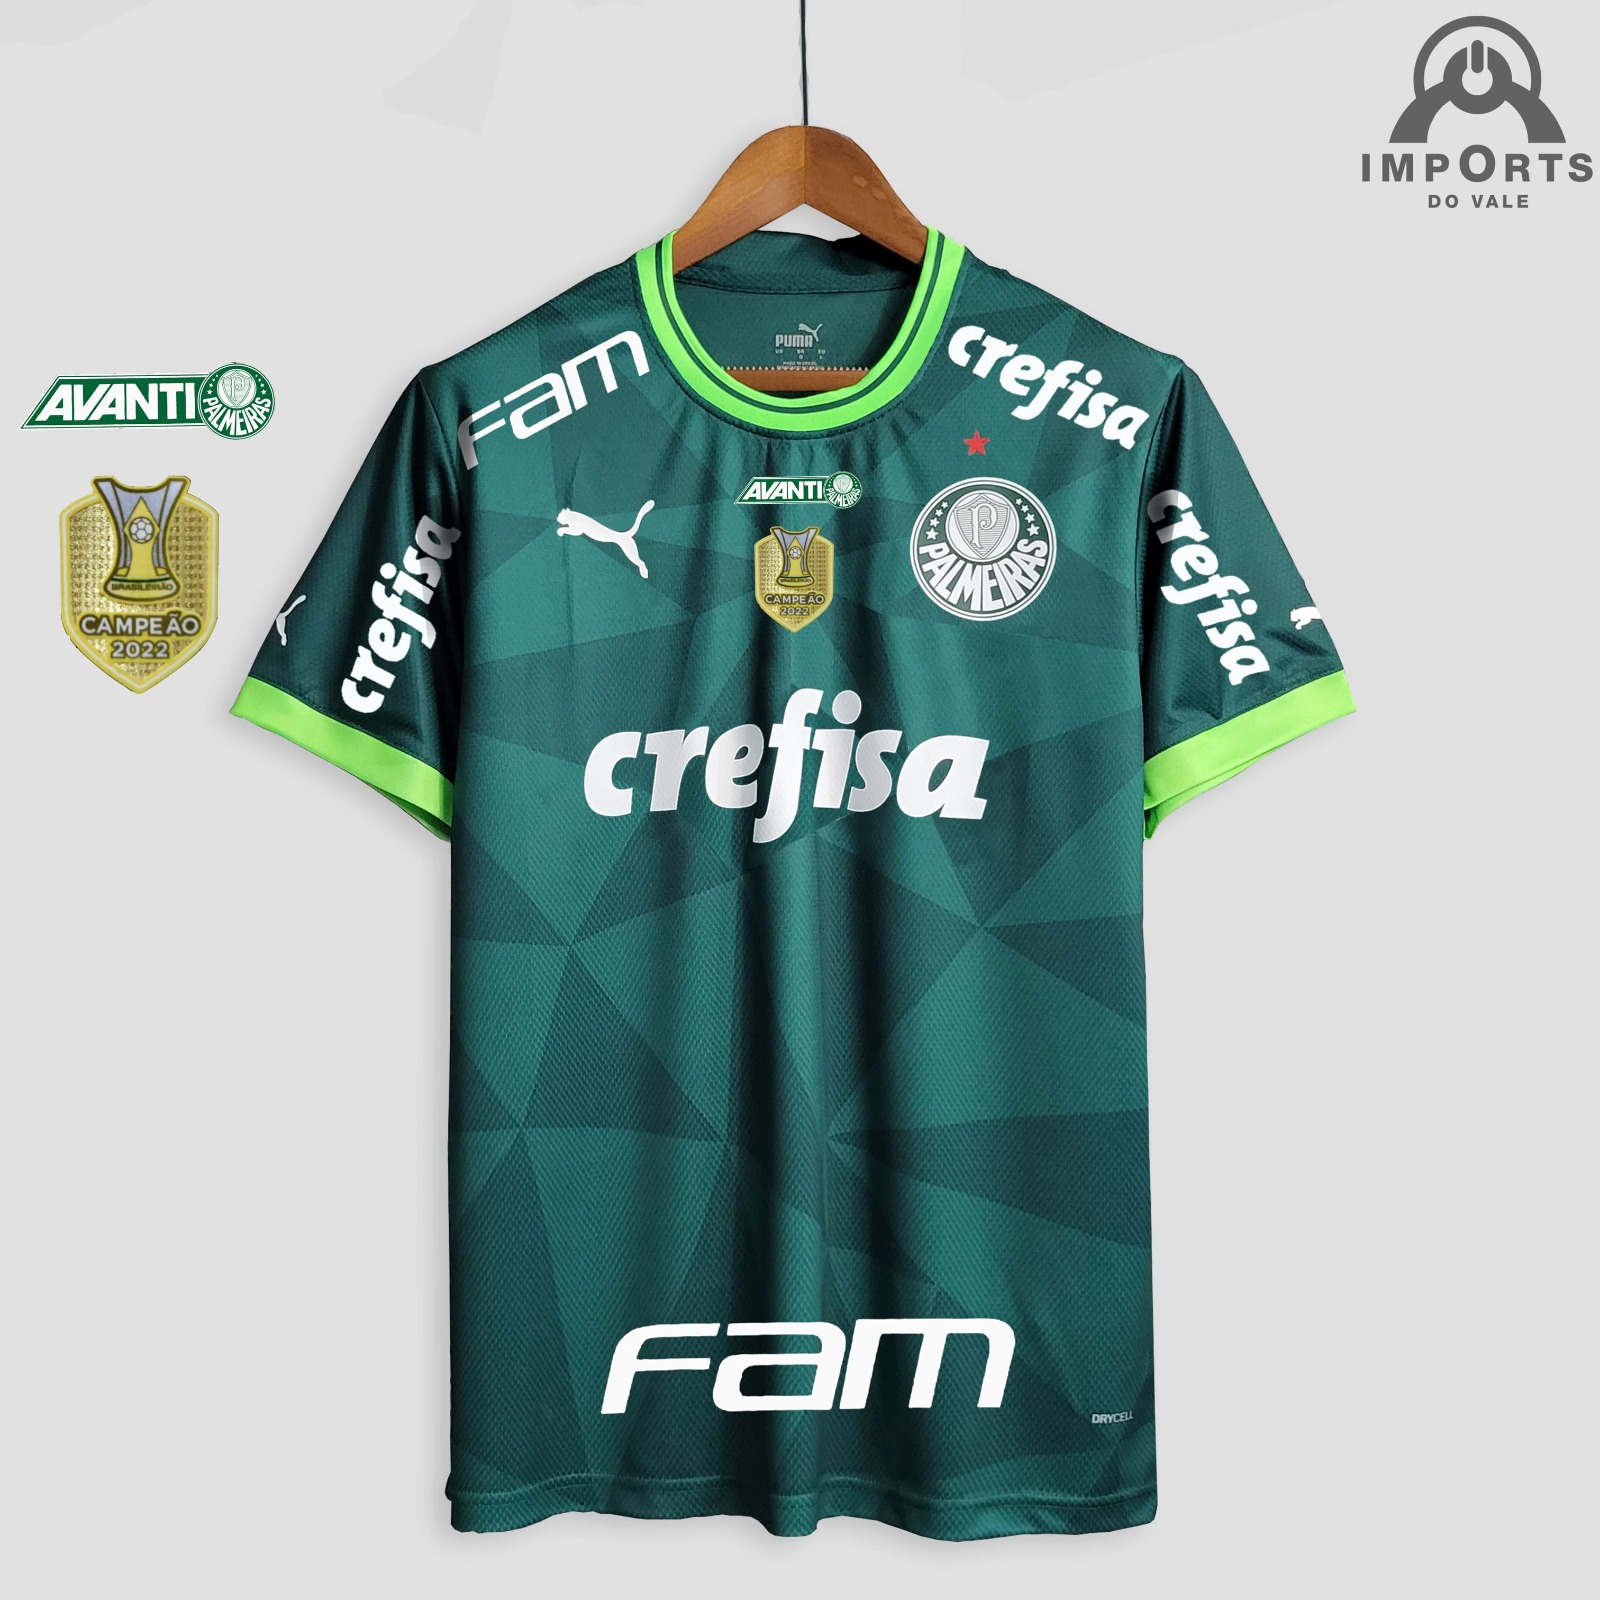 IMPORTS
DO VALE
PUMA
fam
crefisa
AVANTI PALMEIRAS
AVANTI PALMEIRAS
P
PALMEIRAS
BRASILEIRÃO
CAMPEÃO
2022
BRASILEIRÃO
CAMPEÃO
2022
crefisa
crefisa
crefisa
fam
DRYCELL